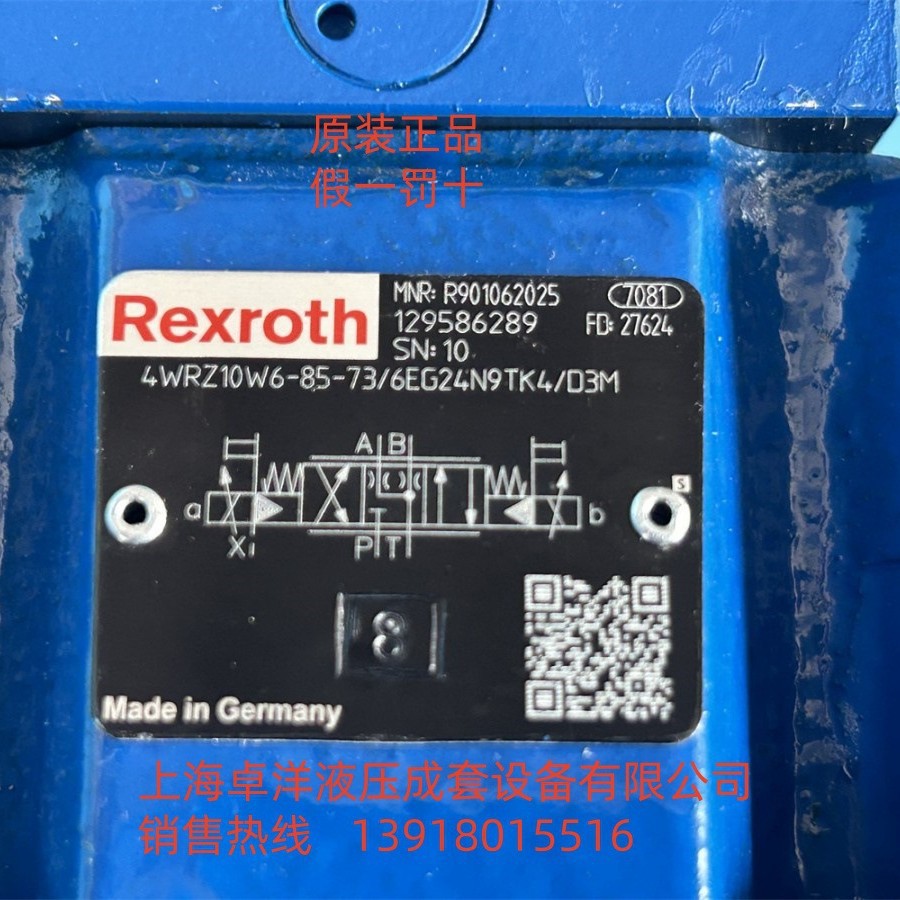 原装正品
假一罚十
Rexroth
MNR: R901062025
7081
129586289
FD: 27624
SN: 10
4WRZ10W6-85-73/6EG24N9TK4/D3M
A B
a
b
S
X
P T
8
Made in Germany
上海卓洋液压成套设备有限公司
销售热线 13918015516